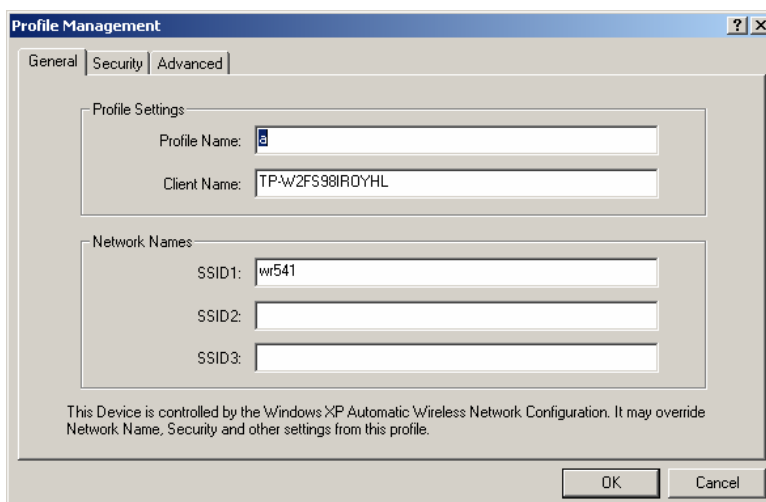 Profile Management
General Security Advanced
Profile Settings
Profile Name: a
Client Name: TP-W2FS98IROYHL
Network Names
SSID1: wr541
SSID2:
SSID3:
This Device is controlled by the Windows XP Automatic Wireless Network Configuration. It may override
Network Name, Security and other settings from this profile.
OK Cancel